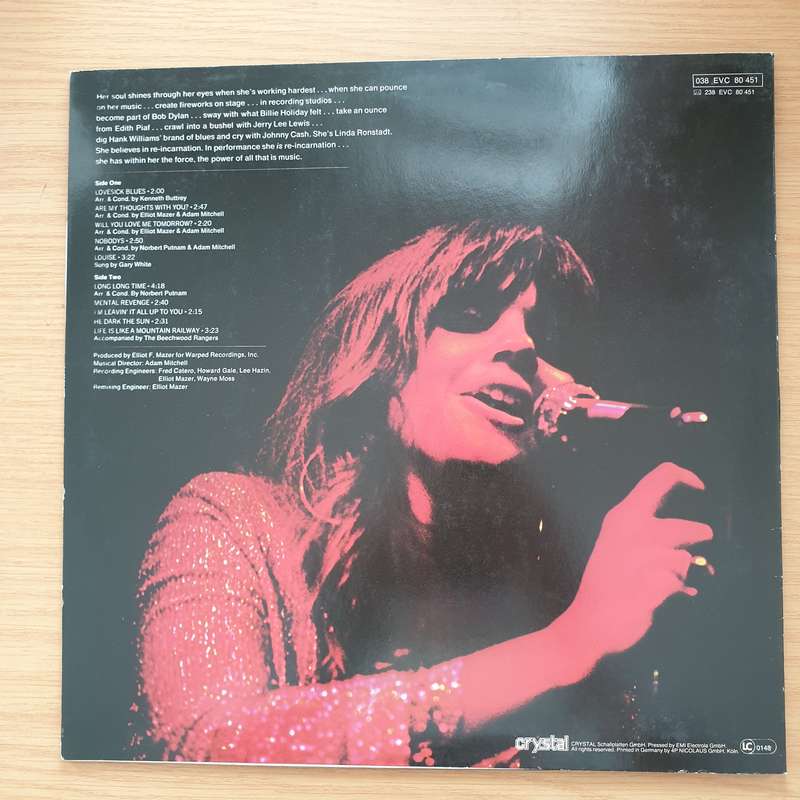 Her soul shines through her eyes when she's working hardest . . . when she can pounce
on her music . . . create fireworks on stage . . . in recording studios . . .
become part of Bob Dylan . . . sway with what Billie Holiday felt . . . take an ounce
from Edith Piaf . . . crawl into a bushel with Jerry Lee Lewis . . .
dig Hank Williams' brand of blues and cry with Johnny Cash. She's Linda Ronstadt.
She believes in re-incarnation. In performance she is re-incarnation . . .
she has within her the force, the power of all that is music.
038 EVC 80 451
238 EVC 80 451
Side One
LOVESICK BLUES • 2:00
Arr. & Cond. by Kenneth Buttrey
ARE MY THOUGHTS WITH YOU? • 2:47
Arr. & Cond. by Elliot Mazer & Adam Mitchell
WILL YOU LOVE ME TOMORROW? • 2:20
Arr. & Cond. by Elliot Mazer & Adam Mitchell
NOBODYS • 2:50
Arr. & Cond. by Norbert Putnam & Adam Mitchell
LOUISE • 3:22
Sung by Gary White
Side Two
LONG LONG TIME • 4:18
Arr. & Cond. By Norbert Putnam
MENTAL REVENGE • 2:40
I'M LEAVIN' IT ALL UP TO YOU • 2:15
HE DARK THE SUN • 2:31
LIFE IS LIKE A MOUNTAIN RAILWAY • 3:23
Accompanied by The Beechwood Rangers
Produced by Elliot F. Mazer for Warped Recordings, Inc.
Musical Director: Adam Mitchell
Recording Engineers: Fred Catero, Howard Gale, Lee Hazin,
Elliot Mazer, Wayne Moss
Remixing Engineer: Elliot Mazer
crystal
CRYSTAL Schallplatten GmbH. Pressed by EMI Electrola GmbH.
All rights reserved. Printed in Germany by 4P NICOLAUS GmbH. Köln.
LC 0148